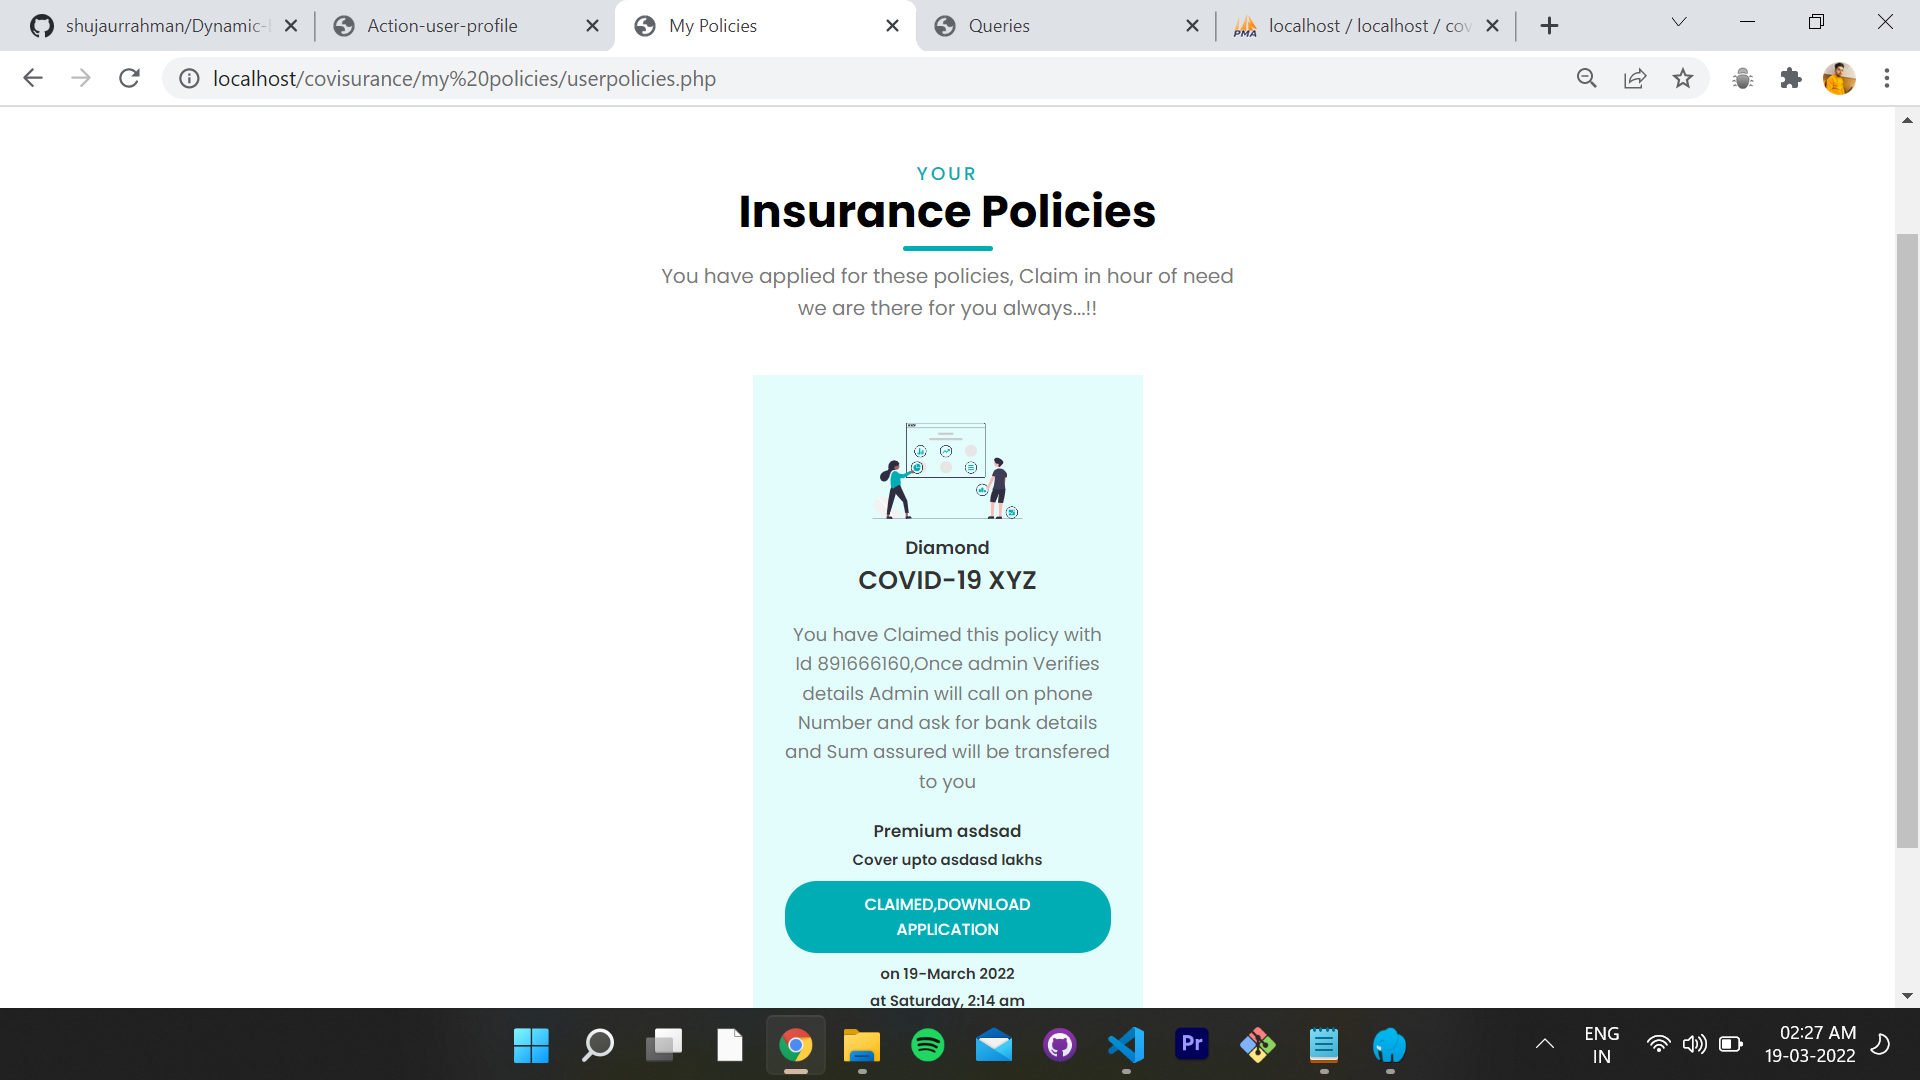 shujaurrahman/Dynamic-
Action-user-profile
My Policies
Queries
PMA
localhost / localhost / cov
localhost/covisurance/my%20policies/userpolicies.php
YOUR
Insurance Policies
You have applied for these policies, Claim in hour of need
we are there for you always...!!
Diamond
COVID-19 XYZ
You have Claimed this policy with
Id 891666160,Once admin Verifies
details Admin will call on phone
Number and ask for bank details
and Sum assured will be transfered
to you
Premium asdsad
Cover upto asdasd lakhs
CLAIMED,DOWNLOAD
APPLICATION
on 19-March 2022
at Saturday, 2:14 am
Pr
ENG
IN
02:27 AM
19-03-2022